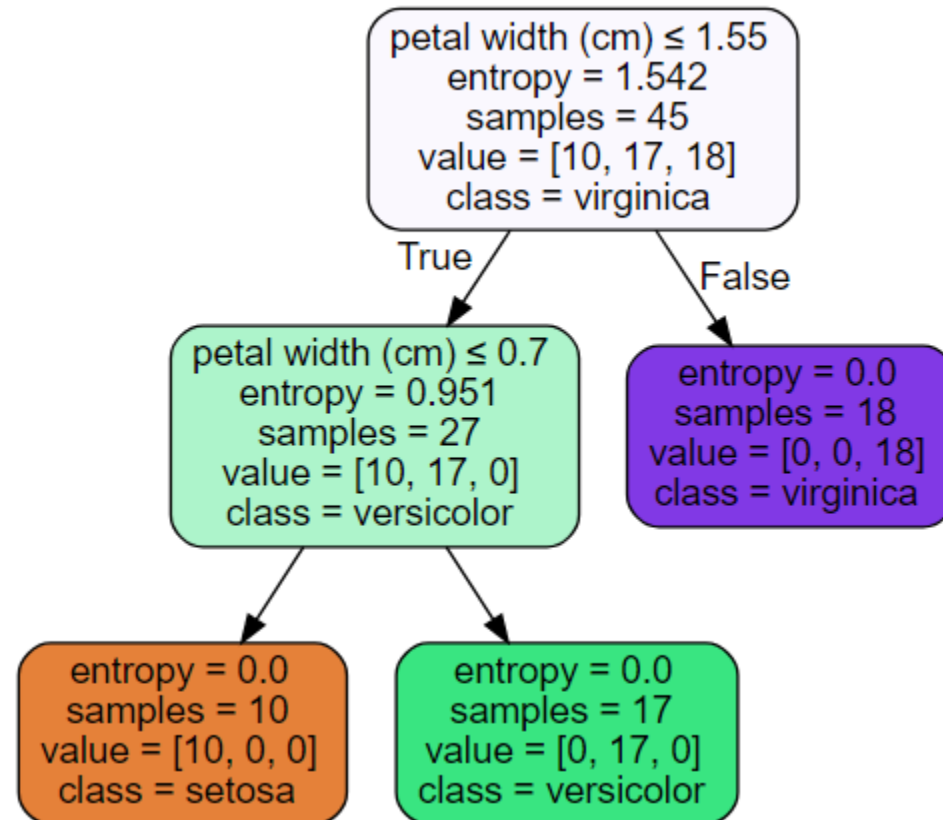 petal width (cm) ≤ 1.55
entropy = 1.542
samples = 45
value = [10, 17, 18]
class = virginica
True
False
petal width (cm) ≤ 0.7
entropy = 0.951
samples = 27
value = [10, 17, 0]
class = versicolor
entropy = 0.0
samples = 18
value = [0, 0, 18]
class = virginica
entropy = 0.0
samples = 10
value = [10, 0, 0]
class = setosa
entropy = 0.0
samples = 17
value = [0, 17, 0]
class = versicolor